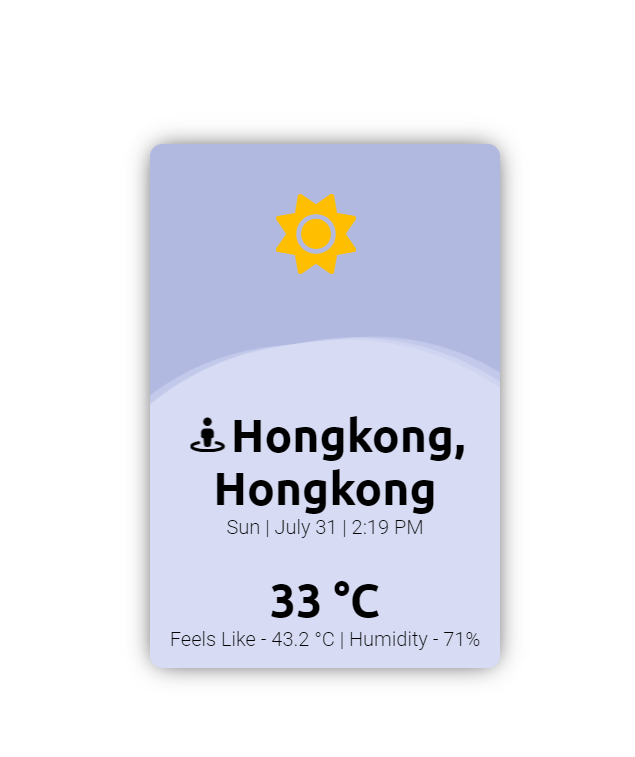 Hongkong,
Hongkong
Sun | July 31 | 2:19 PM
33 °C
Feels Like - 43.2 °C | Humidity - 71%